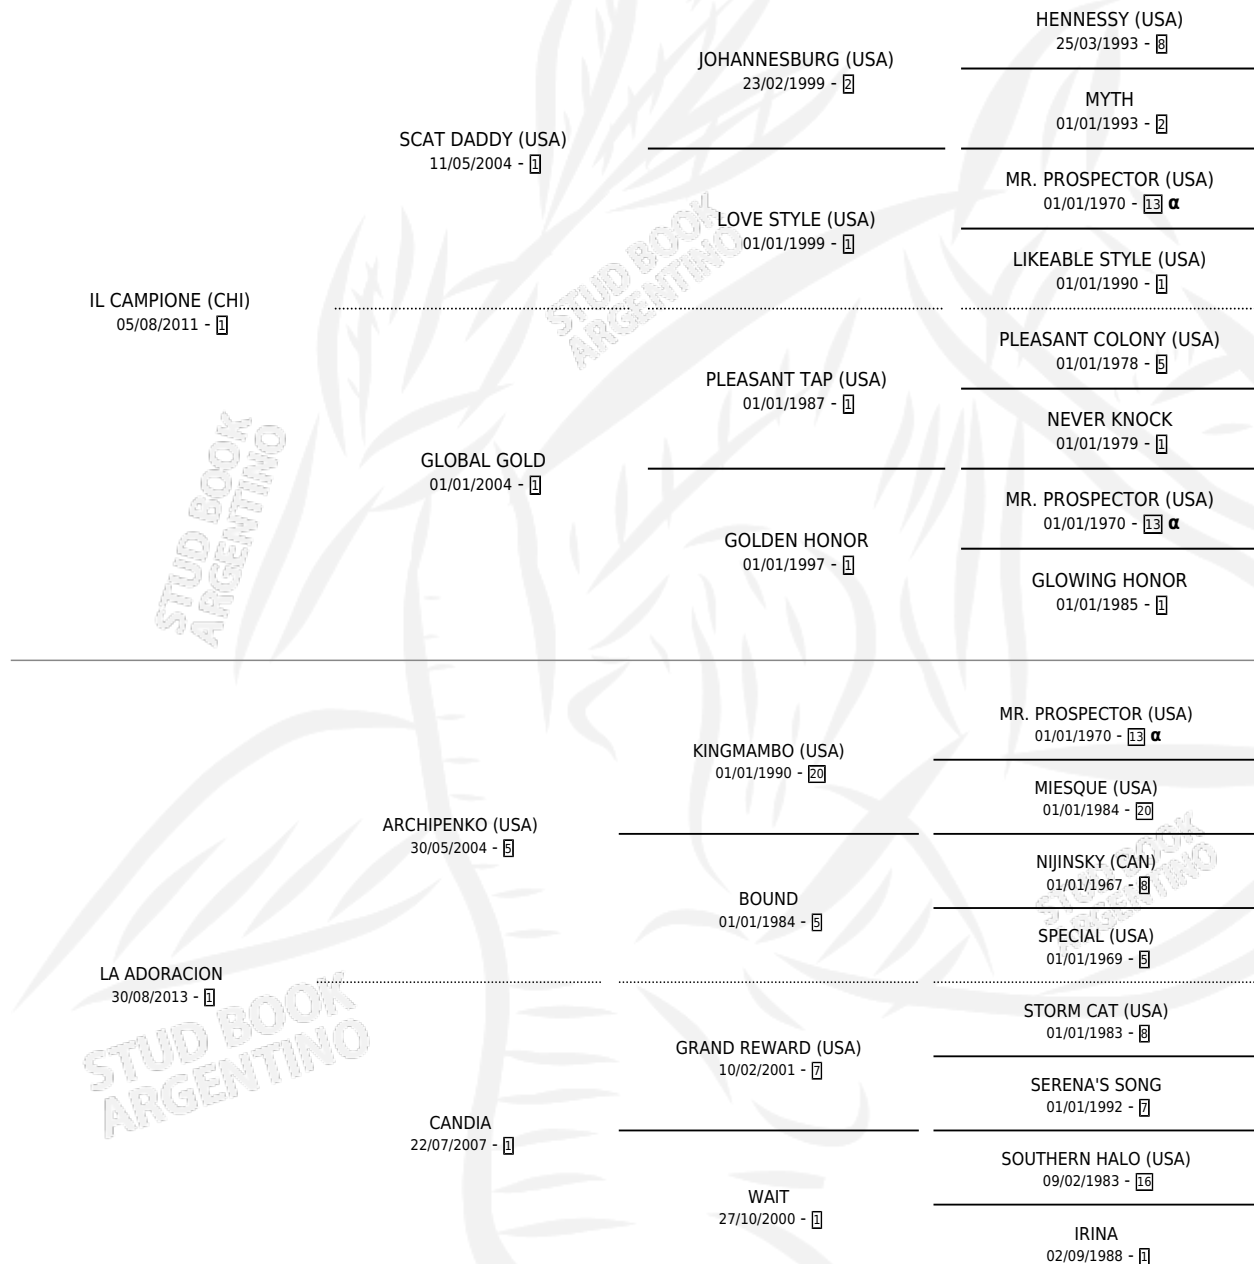 HENNESSY (USA)
25/03/1993 - 8
JOHANNESBURG (USA)
23/02/1999 - 2
MYTH
01/01/1993 - 2
SCAT DADDY (USA)
11/05/2004 - 1
MR. PROSPECTOR (USA)
01/01/1970 - 13 α
LOVE STYLE (USA)
01/01/1999 - 1
LIKEABLE STYLE (USA)
01/01/1990 - 1
IL CAMPIONE (CHI)
05/08/2011 - 1
PLEASANT COLONY (USA)
01/01/1978 - 5
PLEASANT TAP (USA)
01/01/1987 - 1
NEVER KNOCK
01/01/1979 - 1
GLOBAL GOLD
01/01/2004 - 1
MR. PROSPECTOR (USA)
01/01/1970 - 13 α
GOLDEN HONOR
01/01/1997 - 1
GLOWING HONOR
01/01/1985 - 1
MR. PROSPECTOR (USA)
01/01/1970 - 13 α
KINGMAMBO (USA)
01/01/1990 - 20
MIESQUE (USA)
01/01/1984 - 20
ARCHIPENKO (USA)
30/05/2004 - 5
NIJINSKY (CAN)
01/01/1967 - 8
BOUND
01/01/1984 - 5
SPECIAL (USA)
01/01/1969 - 5
LA ADORACION
30/08/2013 - 1
STORM CAT (USA)
01/01/1983 - 8
GRAND REWARD (USA)
10/02/2001 - 7
SERENA'S SONG
01/01/1992 - 7
CANDIA
22/07/2007 - 1
SOUTHERN HALO (USA)
09/02/1983 - 16
WAIT
27/10/2000 - 1
IRINA
02/09/1988 - 1
STUD BOOK
ARGENTINO
STUD BOOK
ARGENTINO
STUD BOOK
ARGENTINO
STUD BOOK
ARGENTINO